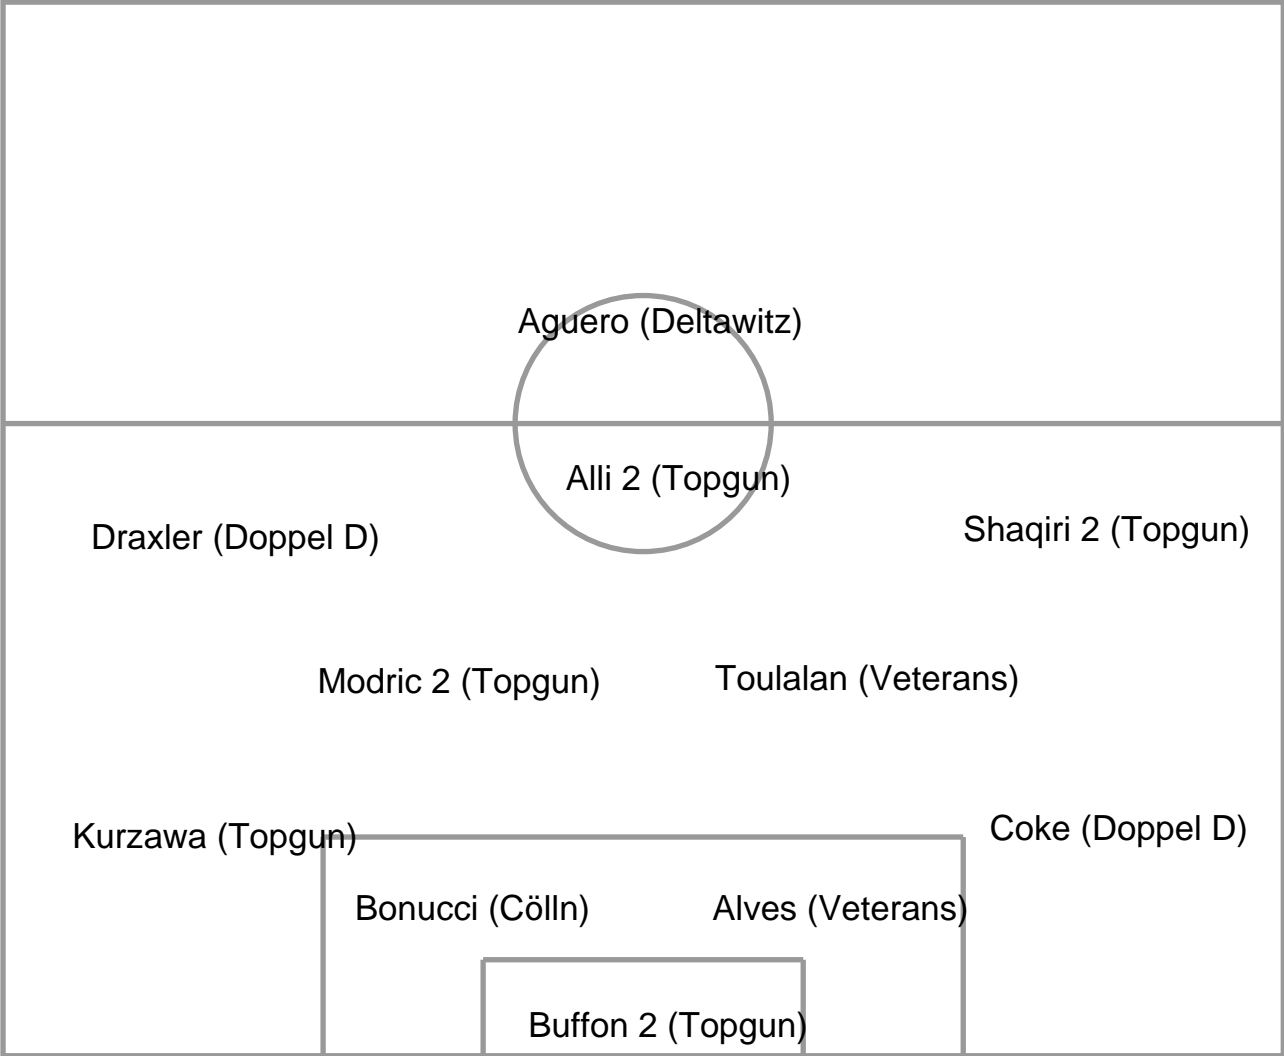 Aguero (Deltawitz)
Alli 2 (Topgun)
Draxler (Doppel D)
Shaqiri 2 (Topgun)
Modric 2 (Topgun)
Toulalan (Veterans)
Kurzawa (Topgun)
Coke (Doppel D)
Bonucci (Cölln)
Alves (Veterans)
Buffon 2 (Topgun)